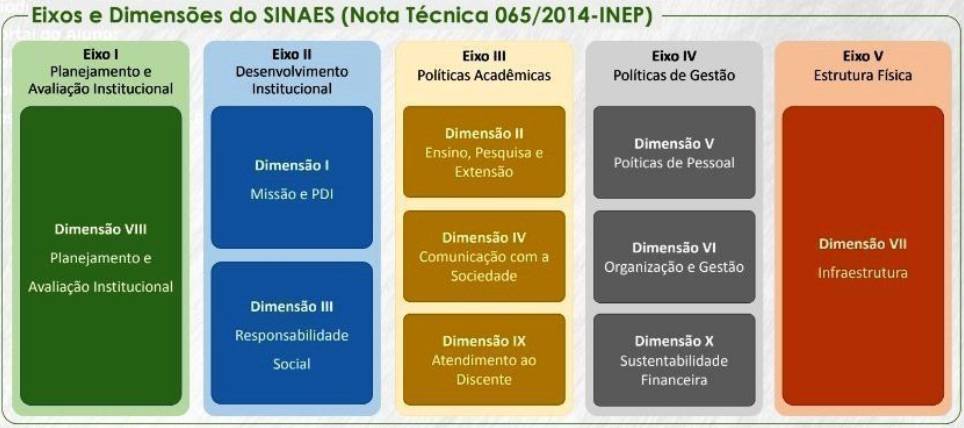 Eixos e Dimensões do SINAES (Nota Técnica 065/2014-INEP)
Eixo I
Planejamento e
Avaliação Institucional
Dimensão VIII
Planejamento e
Avaliação Institucional
Eixo II
Desenvolvimento
Institucional
Dimensão I
Missão e PDI
Dimensão III
Responsabilidade
Social
Eixo III
Políticas Acadêmicas
Dimensão II
Ensino, Pesquisa e
Extensão
Dimensão IV
Comunicação com a
Sociedade
Dimensão IX
Atendimento ao
Discente
Eixo IV
Políticas de Gestão
Dimensão V
Poíticas de Pessoal
Dimensão VI
Organização e Gestão
Dimensão X
Sustentabilidade
Financeira
Eixo V
Estrutura Física
Dimensão VII
Infraestrutura